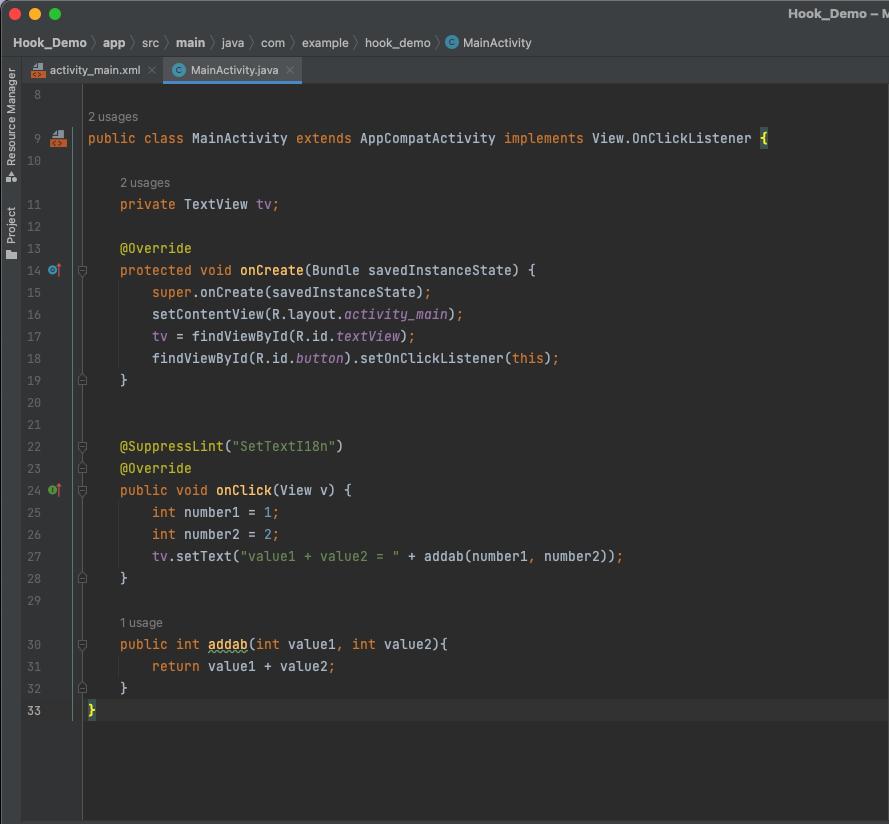 Hook_Demo – M
Hook_Demo > app > src > main > java > com > example > hook_demo > C MainActivity
activity_main.xml × C MainActivity.java ×
Resource Manager
Project
8
2 usages
9 public class MainActivity extends AppCompatActivity implements View.OnClickListener {
10
2 usages
11     private TextView tv;
12
13     @Override
14     protected void onCreate(Bundle savedInstanceState) {
15         super.onCreate(savedInstanceState);
16         setContentView(R.layout.activity_main);
17         tv = findViewById(R.id.textView);
18         findViewById(R.id.button).setOnClickListener(this);
19     }
20
21
22     @SuppressLint("SetTextI18n")
23     @Override
24     public void onClick(View v) {
25         int number1 = 1;
26         int number2 = 2;
27         tv.setText("value1 + value2 = " + addab(number1, number2));
28     }
29
1 usage
30     public int addab(int value1, int value2){
31         return value1 + value2;
32     }
33 }